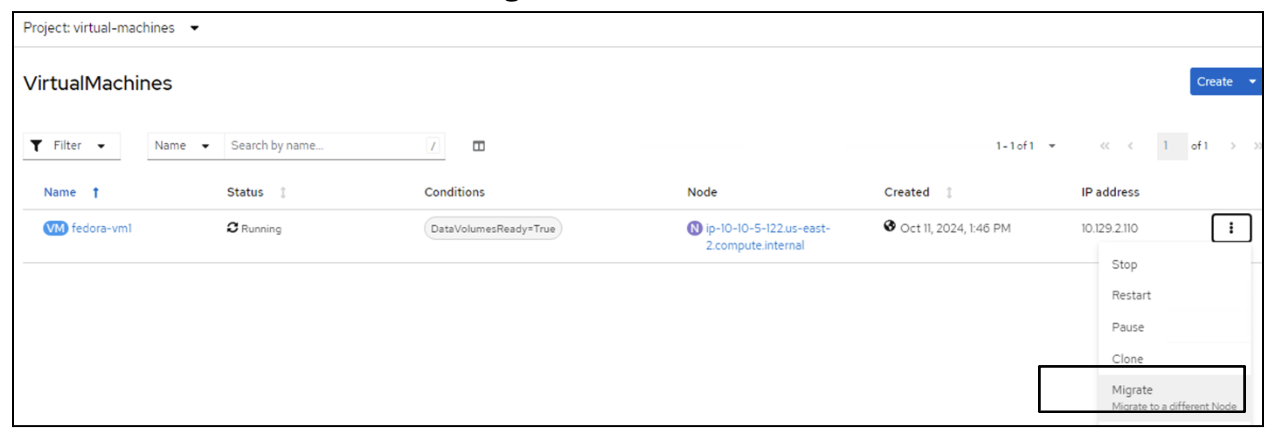 Project: virtual-machines
VirtualMachines
Create
Filter
Name
Search by name...
/
1 - 1 of 1
1
of 1
Name
Status
Conditions
Node
Created
IP address
VM fedora-vm1
Running
DataVolumesReady=True
N ip-10-10-5-122.us-east-
2.compute.internal
Oct 11, 2024, 1:46 PM
10.129.2.110
Stop
Restart
Pause
Clone
Migrate
Migrate to a different Node